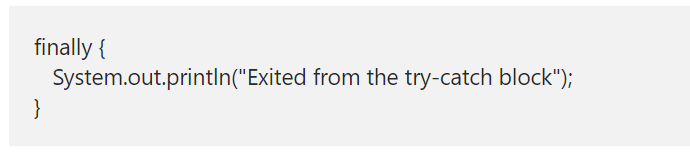 finally {
System.out.println("Exited from the try-catch block");
}